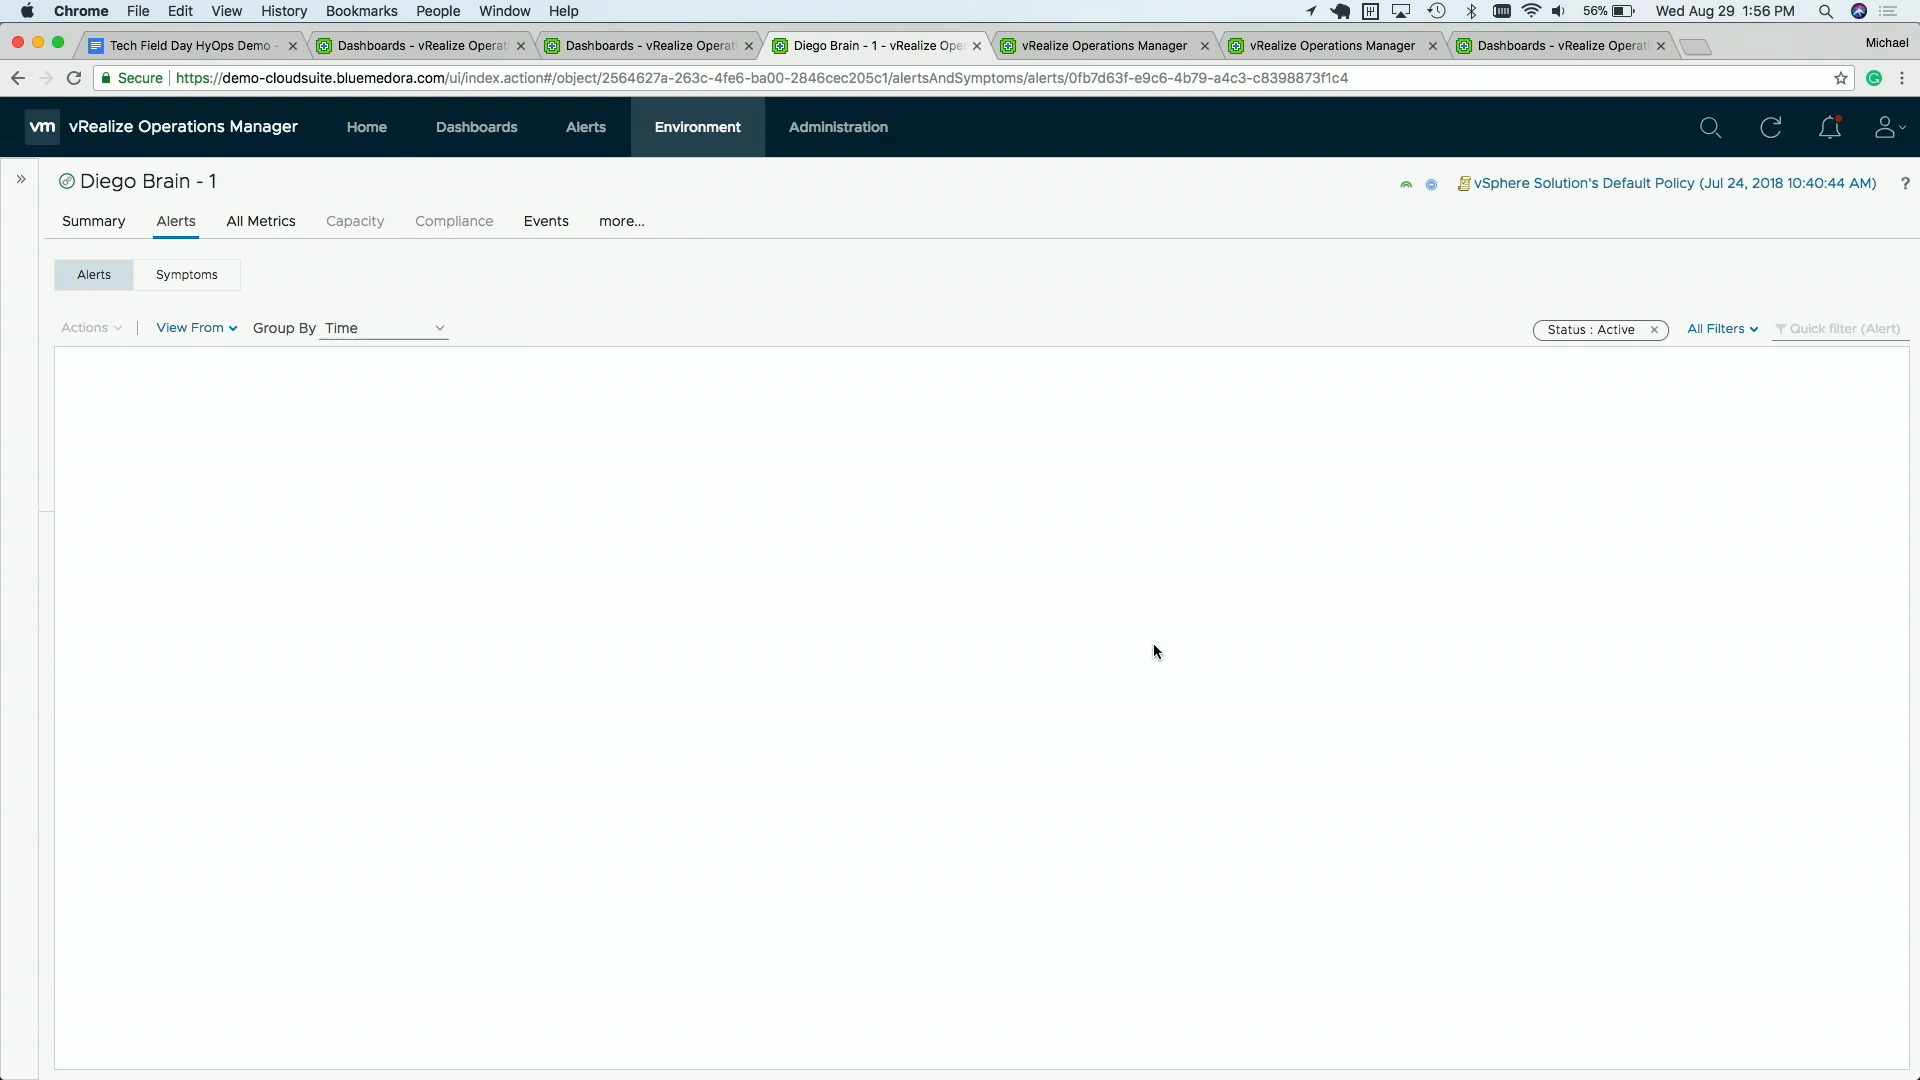 Chrome File Edit View History Bookmarks People Window Help 56% Wed Aug 29 1:56 PM
Tech Field Day HyOps Demo - Dashboards - vRealize Operati Dashboards - vRealize Operati Diego Brain - 1 - vRealize Ope vRealize Operations Manager vRealize Operations Manager Dashboards - vRealize Operati Michael
Secure https://demo-cloudsuite.bluemedora.com/ui/index.action#/object/2564627a-263c-4fe6-ba00-2846cec205c1/alertsAndSymptoms/alerts/0fb7d63f-e9c6-4b79-a4c3-c8398873f1c4
vm vRealize Operations Manager Home Dashboards Alerts Environment Administration
» Diego Brain - 1 vSphere Solution's Default Policy (Jul 24, 2018 10:40:44 AM) ?
Summary Alerts All Metrics Capacity Compliance Events more...
Alerts Symptoms
Actions | View From Group By Time Status : Active × All Filters Quick filter (Alert)